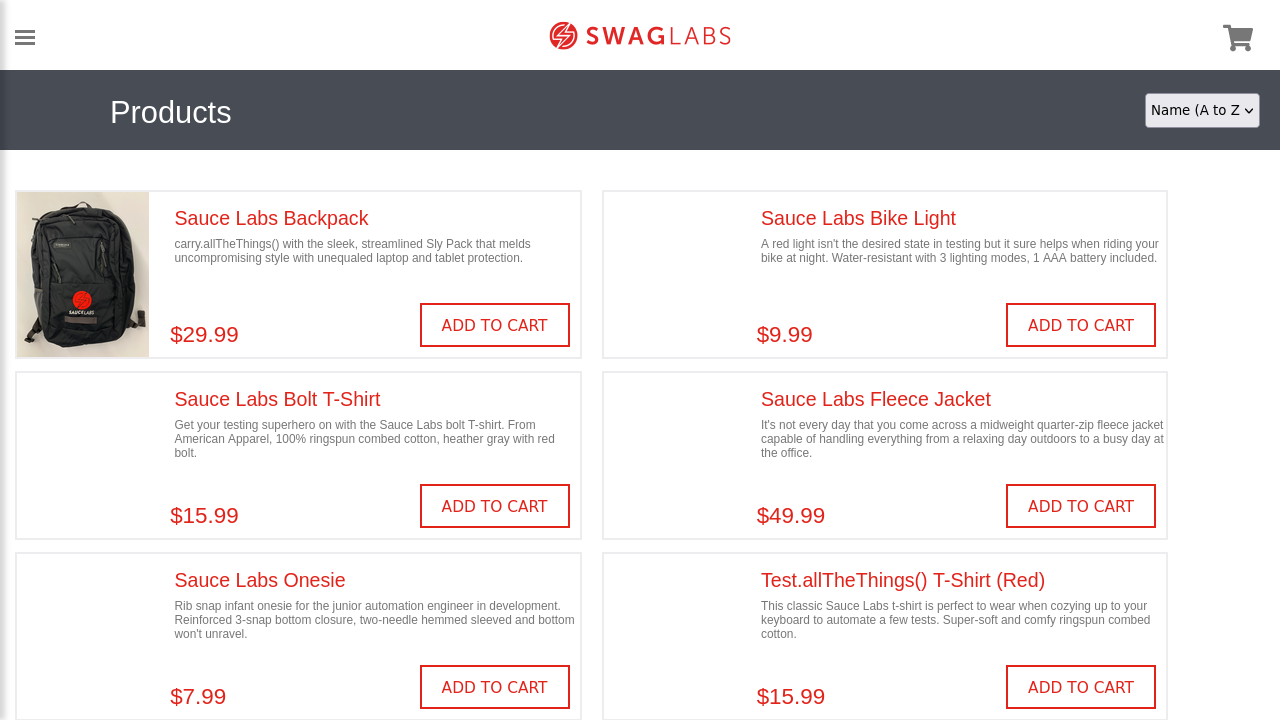 SWAGLABS
Products
Name (A to Z
Sauce Labs Backpack
carry.allTheThings() with the sleek, streamlined Sly Pack that melds
uncompromising style with unequaled laptop and tablet protection.
$29.99
ADD TO CART
SAUCELABS
Sauce Labs Bike Light
A red light isn't the desired state in testing but it sure helps when riding your
bike at night. Water-resistant with 3 lighting modes, 1 AAA battery included.
$9.99
ADD TO CART
Sauce Labs Bolt T-Shirt
Get your testing superhero on with the Sauce Labs bolt T-shirt. From
American Apparel, 100% ringspun combed cotton, heather gray with red
bolt.
$15.99
ADD TO CART
Sauce Labs Fleece Jacket
It's not every day that you come across a midweight quarter-zip fleece jacket
capable of handling everything from a relaxing day outdoors to a busy day at
the office.
$49.99
ADD TO CART
Sauce Labs Onesie
Rib snap infant onesie for the junior automation engineer in development.
Reinforced 3-snap bottom closure, two-needle hemmed sleeved and bottom
won't unravel.
$7.99
ADD TO CART
Test.allTheThings() T-Shirt (Red)
This classic Sauce Labs t-shirt is perfect to wear when cozying up to your
keyboard to automate a few tests. Super-soft and comfy ringspun combed
cotton.
$15.99
ADD TO CART